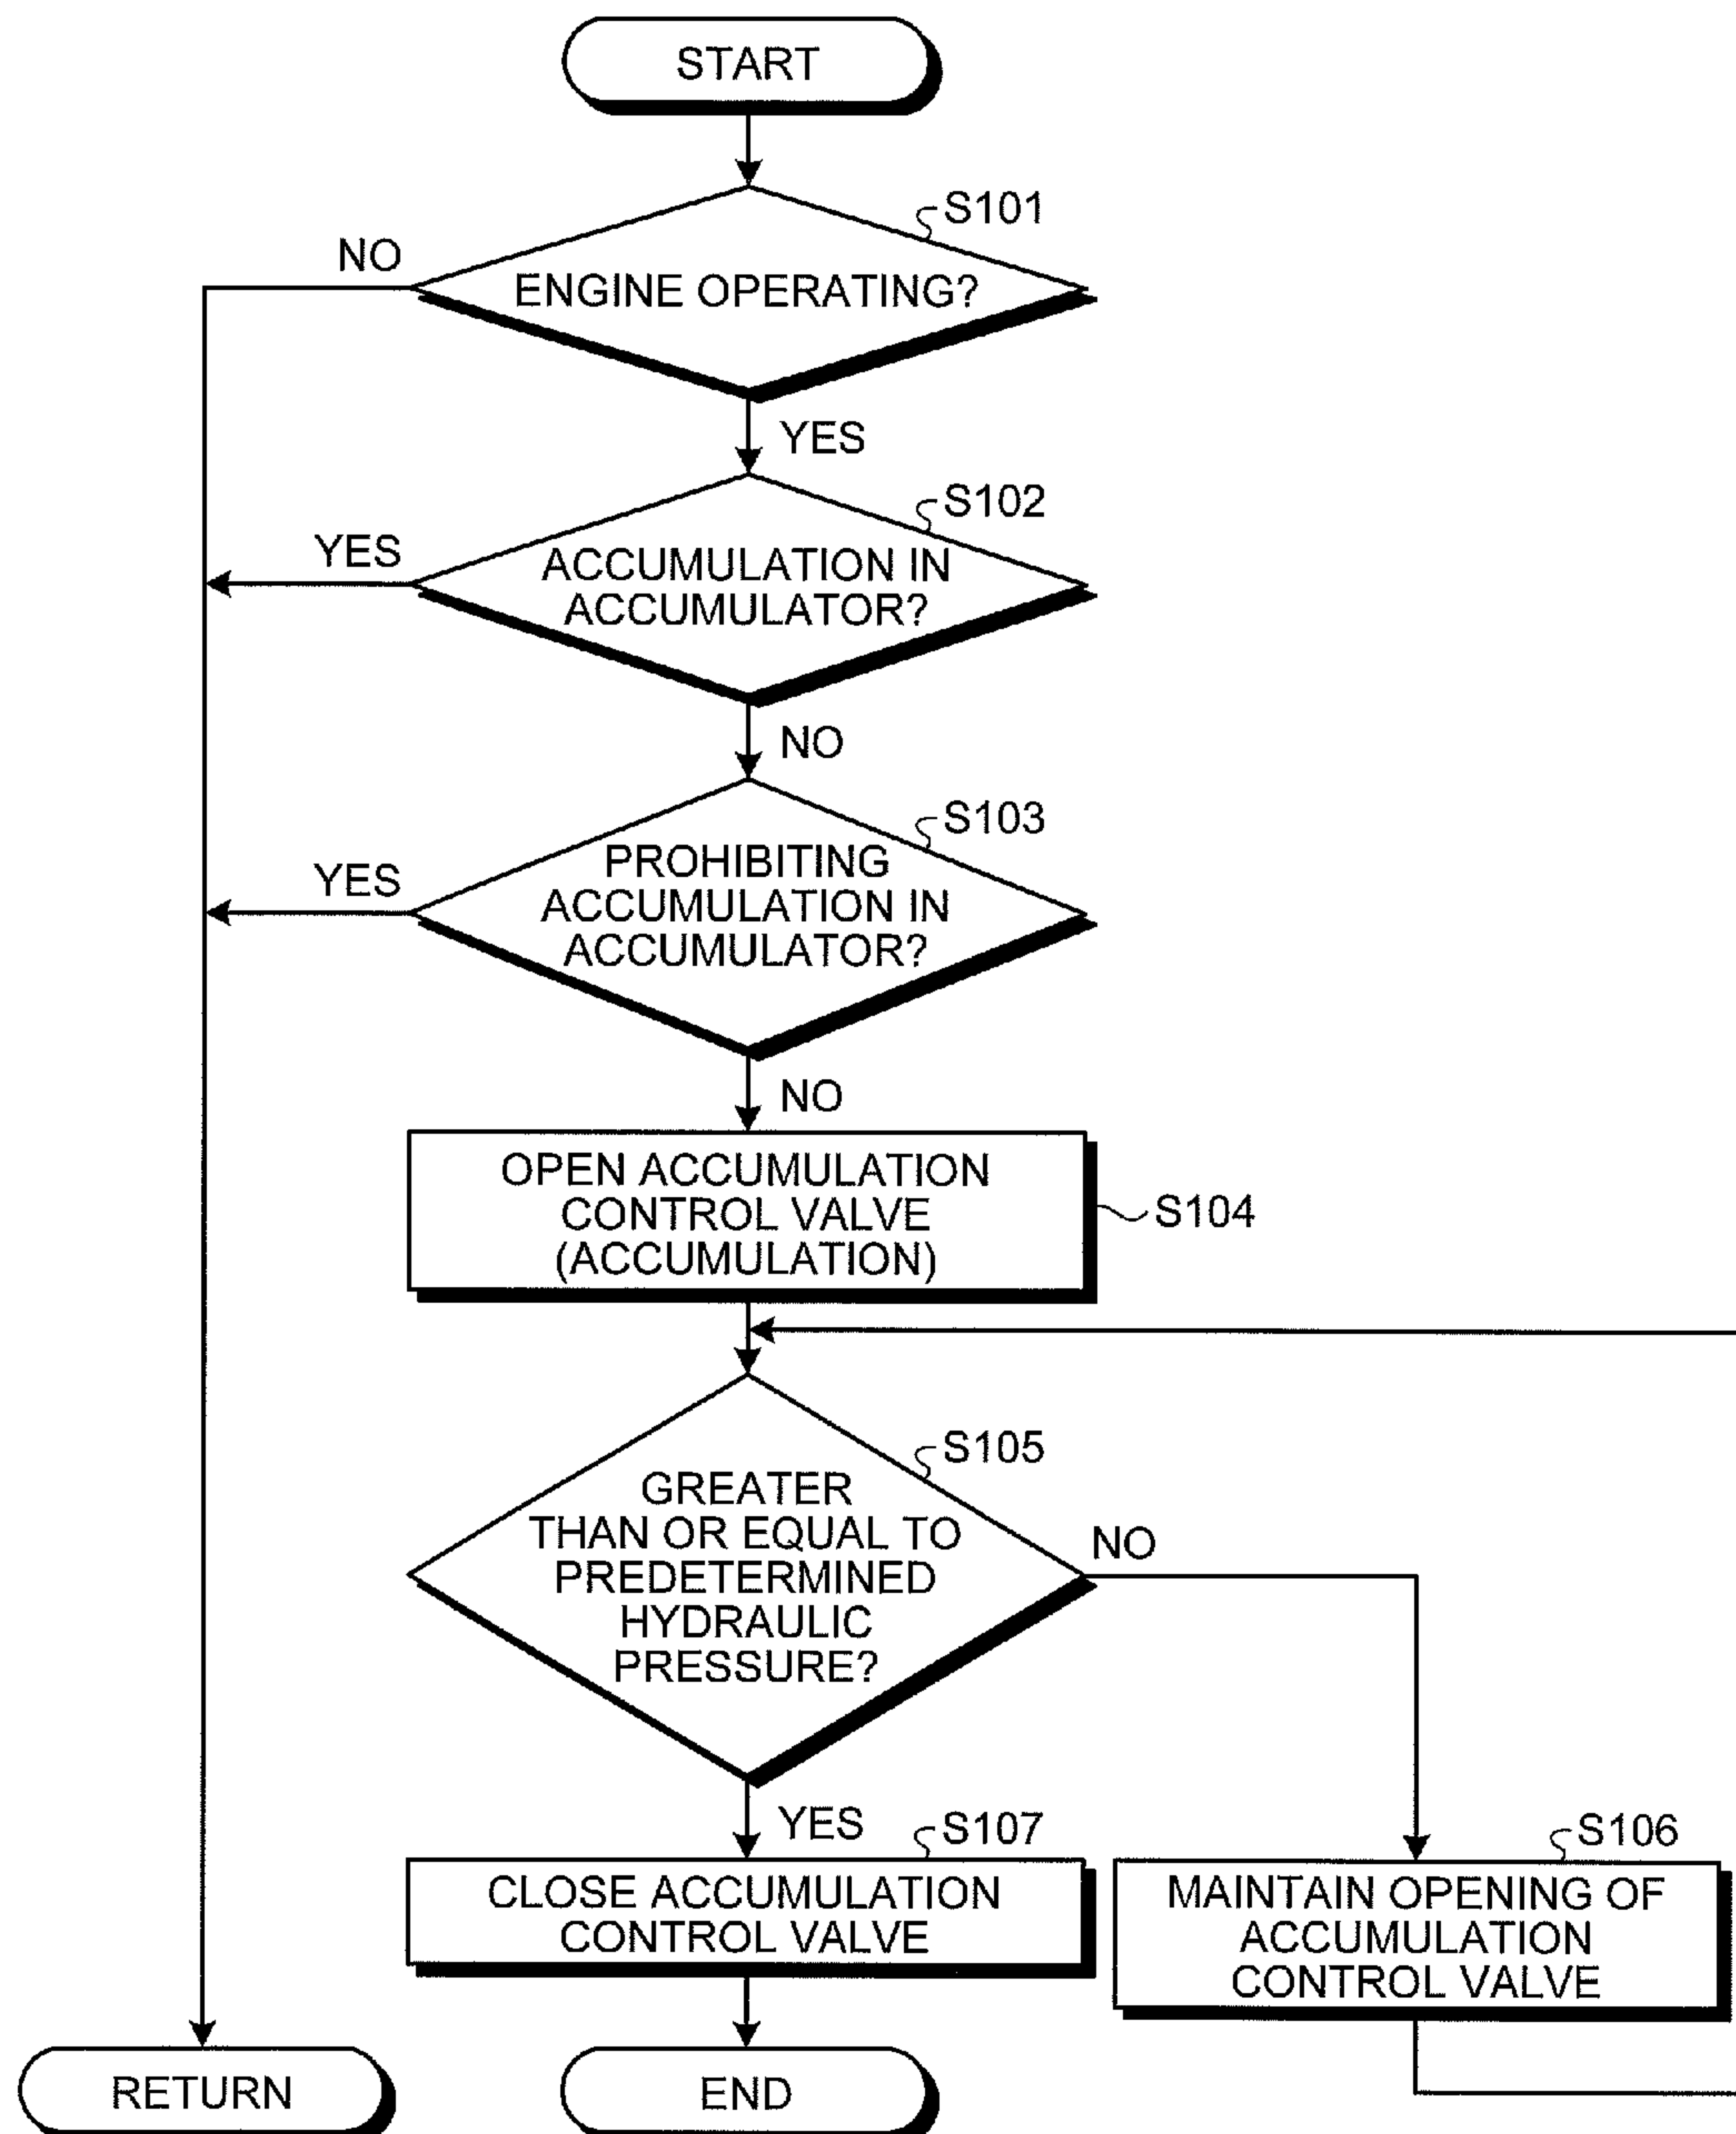 START
S101
NO
ENGINE OPERATING?
YES
S102
YES
ACCUMULATION IN
ACCUMULATOR?
NO
S103
YES
PROHIBITING
ACCUMULATION IN
ACCUMULATOR?
NO
OPEN ACCUMULATION
CONTROL VALVE
(ACCUMULATION)
S104
S105
GREATER
THAN OR EQUAL TO
PREDETERMINED
HYDRAULIC
PRESSURE?
NO
YES
S107
CLOSE ACCUMULATION
CONTROL VALVE
S106
MAINTAIN OPENING OF
ACCUMULATION
CONTROL VALVE
RETURN
END